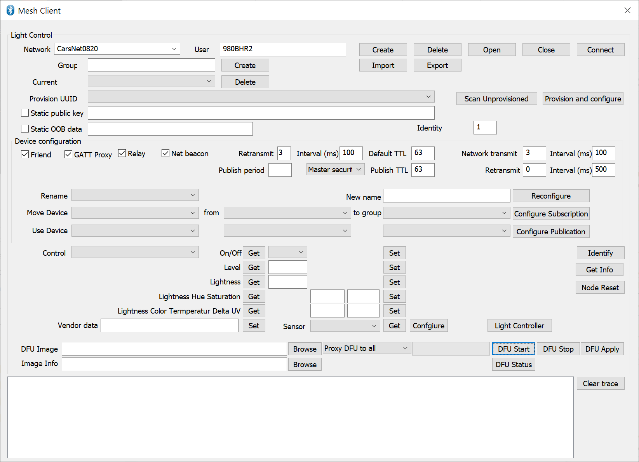 Mesh Client
Light Control
Network CarsNet0820 User 980BHR2 Create Delete Open Close Connect
Group Create Import Export
Current Delete
Provision UUID Scan Unprovisioned Provision and configure
Static public key
Static OOB data Identity 1
Device configuration
Friend GATT Proxy Relay Net beacon Retransmit 3 Interval (ms) 100 Default TTL 63 Network transmit 3 Interval (ms) 100
Publish period Master securit Publish TTL 63 Retransmit 0 Interval (ms) 500
Rename New name Reconfigure
Move Device from to group Configure Subscription
Use Device Configure Publication
Control On/Off Get Set Identify
Level Get Set Get Info
Lightness Get Set Node Reset
Lightness Hue Saturation Get Set
Lightness Color Termperatur Delta UV Get Set
Vendor data Set Sensor Get Configure Light Controller
DFU Image Browse Proxy DFU to all DFU Start DFU Stop DFU Apply
Image Info Browse DFU Status
Clear trace